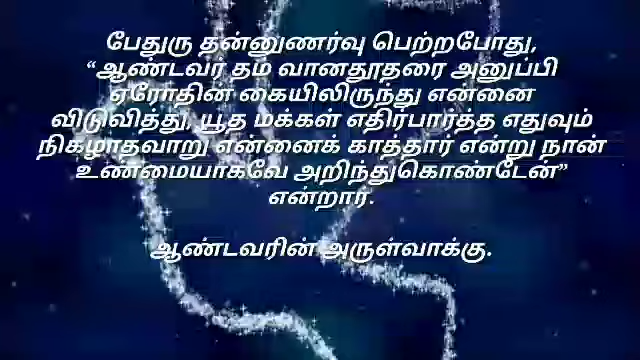 பேதுரு தன்னுணர்வு பெற்றபோது,
“ஆண்டவர் தம் வானதூதரை அனுப்பி
ஏரோதின் கையிலிருந்து என்னை
விடுவித்து, யூத மக்கள் எதிர்பார்த்த எதுவும்
நிகழாதவாறு என்னைக் காத்தார் என்று நான்
உண்மையாகவே அறிந்துகொண்டேன்”
என்றார்.
ஆண்டவரின் அருள்வாக்கு.